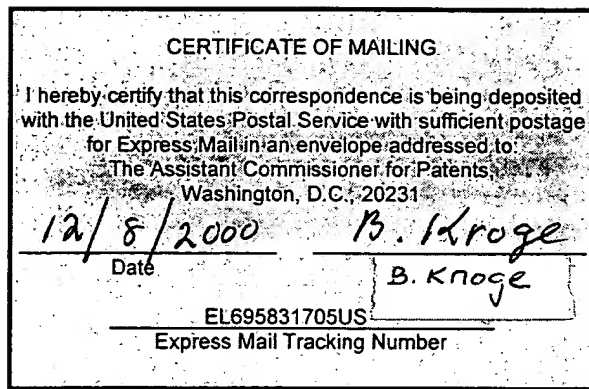 CERTIFICATE OF MAILING
I hereby certify that this correspondence is being deposited
with the United States Postal Service with sufficient postage
for Express Mail in an envelope addressed to:
The Assistant Commissioner for Patents,
Washington, D.C., 20231
12/8/2000 B. Kroge
Date B. Kroge
EL695831705US
Express Mail Tracking Number